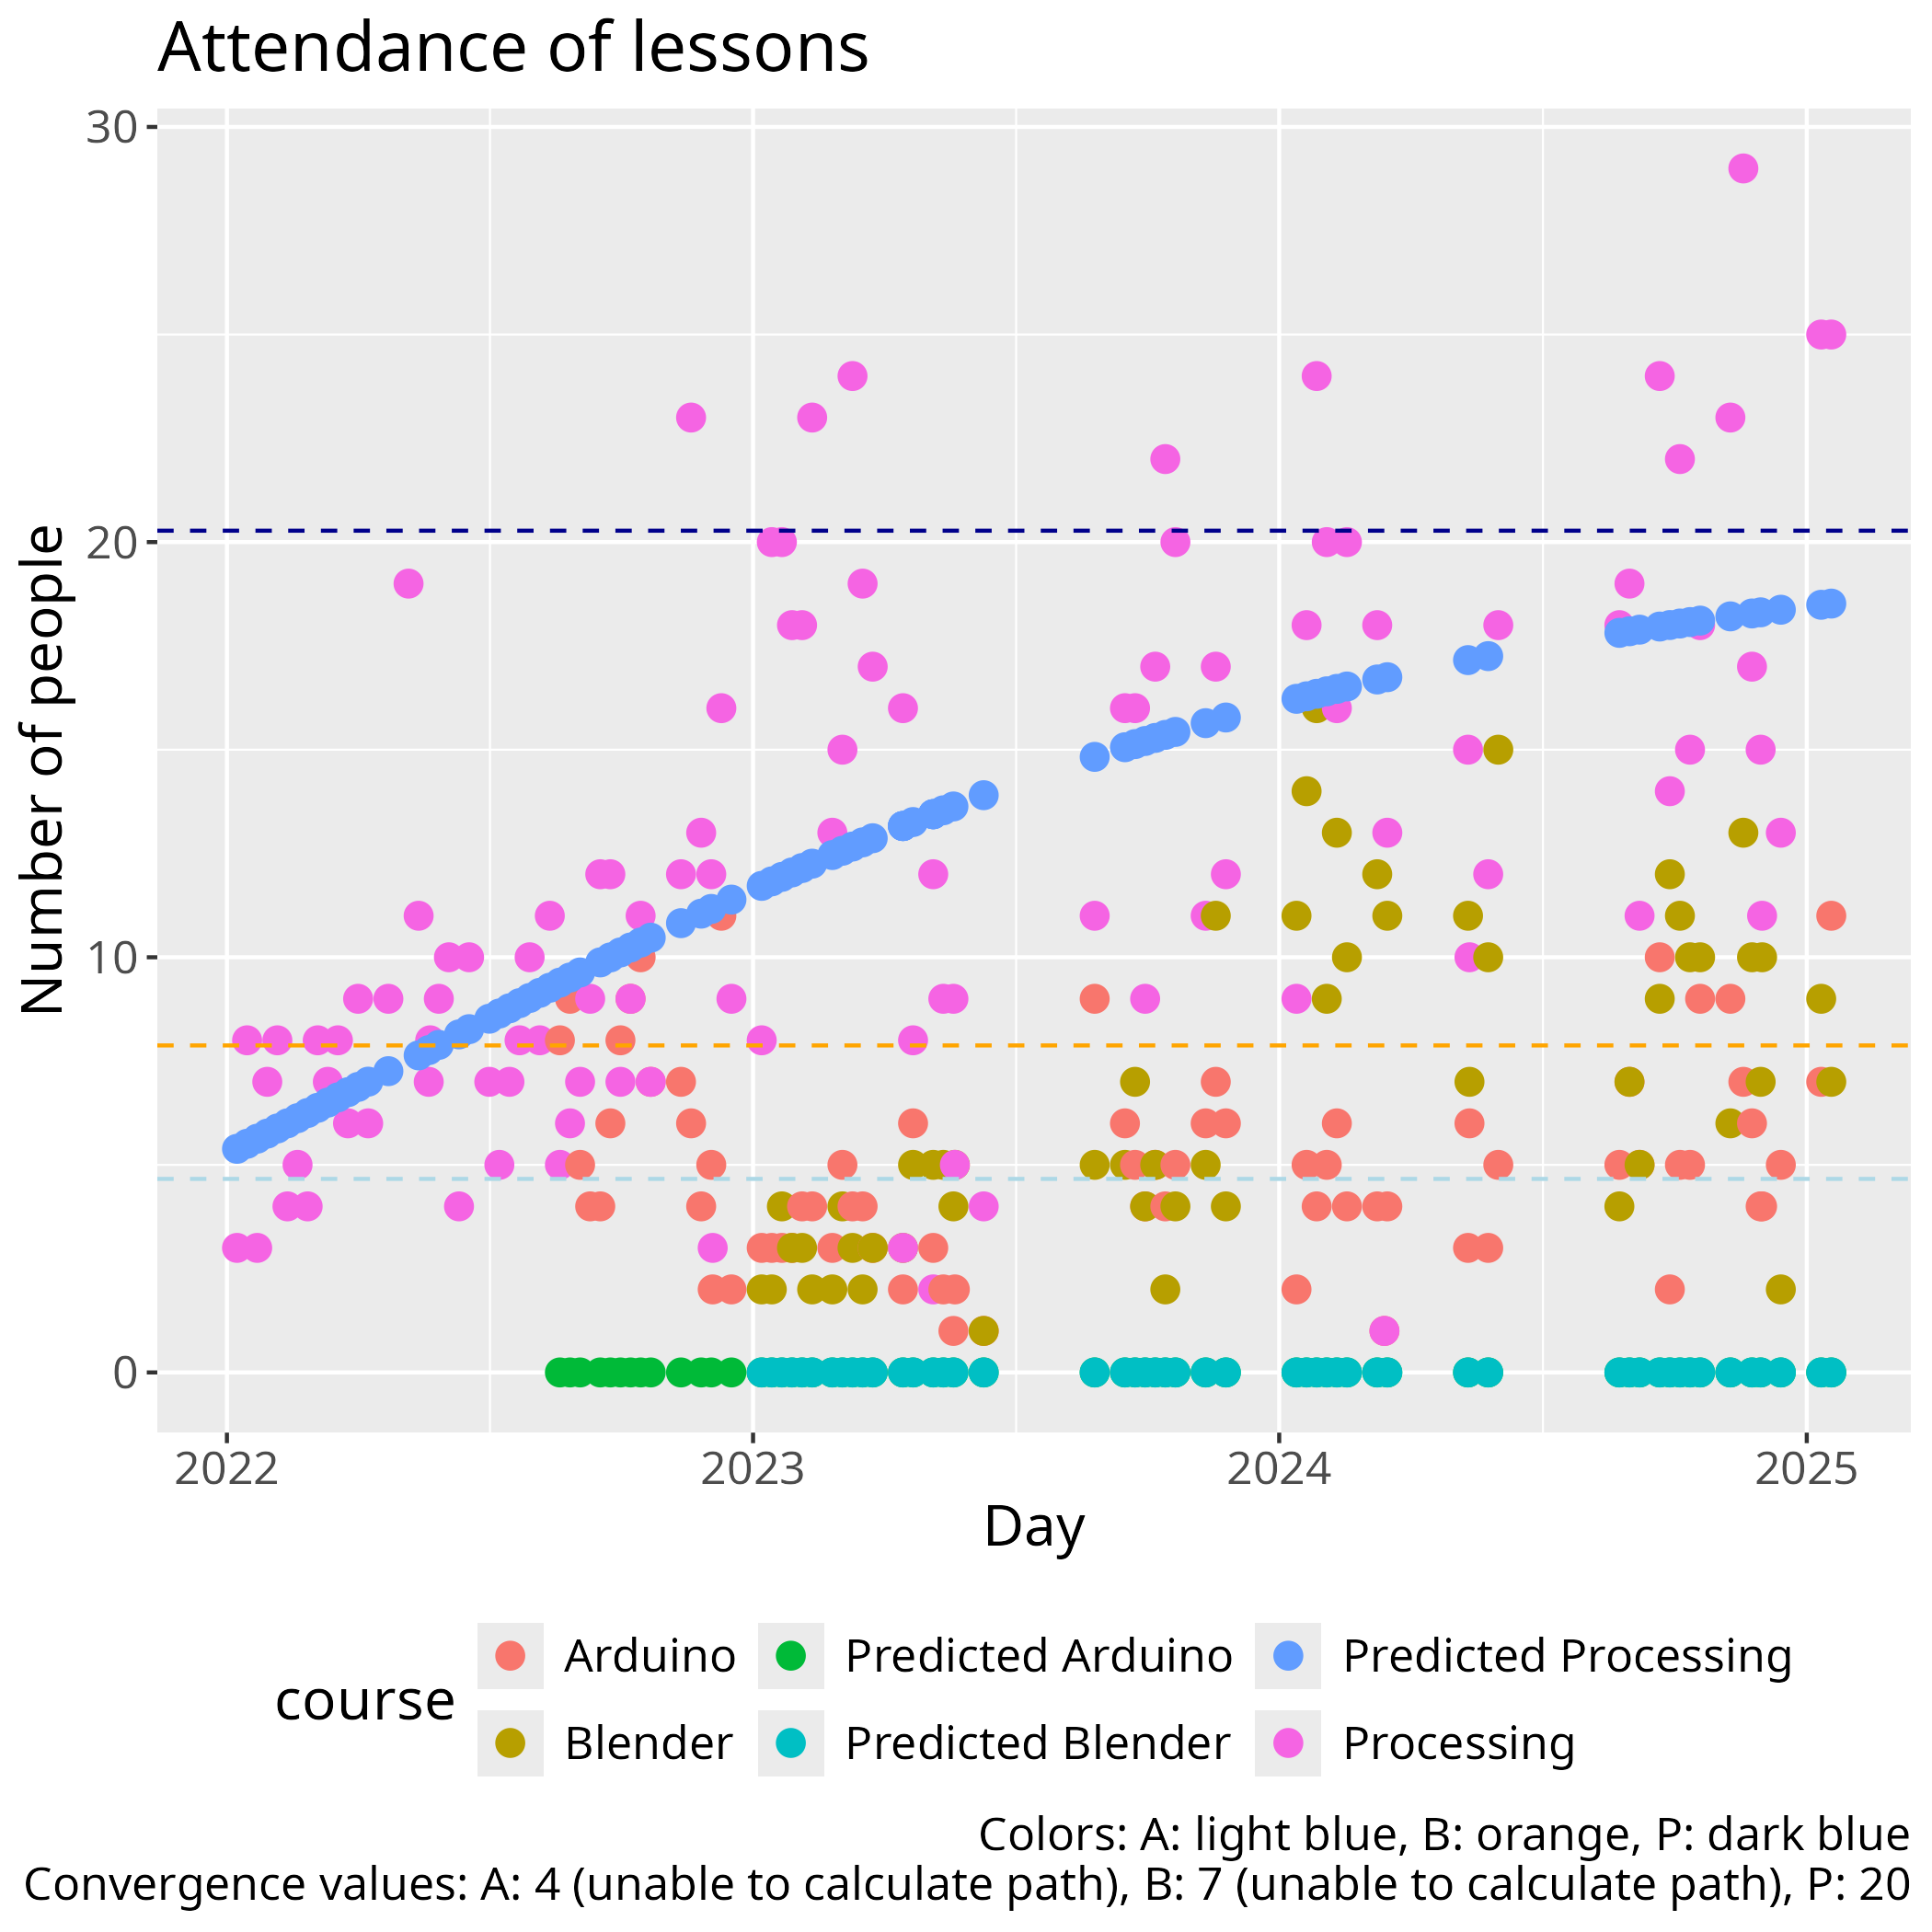 Attendance of lessons
30
20
10
0
Number of people
2022 2023 2024 2025
Day
course
Arduino Predicted Arduino Predicted Processing
Blender Predicted Blender Processing
Colors: A: light blue, B: orange, P: dark blue
Convergence values: A: 4 (unable to calculate path), B: 7 (unable to calculate path), P: 20